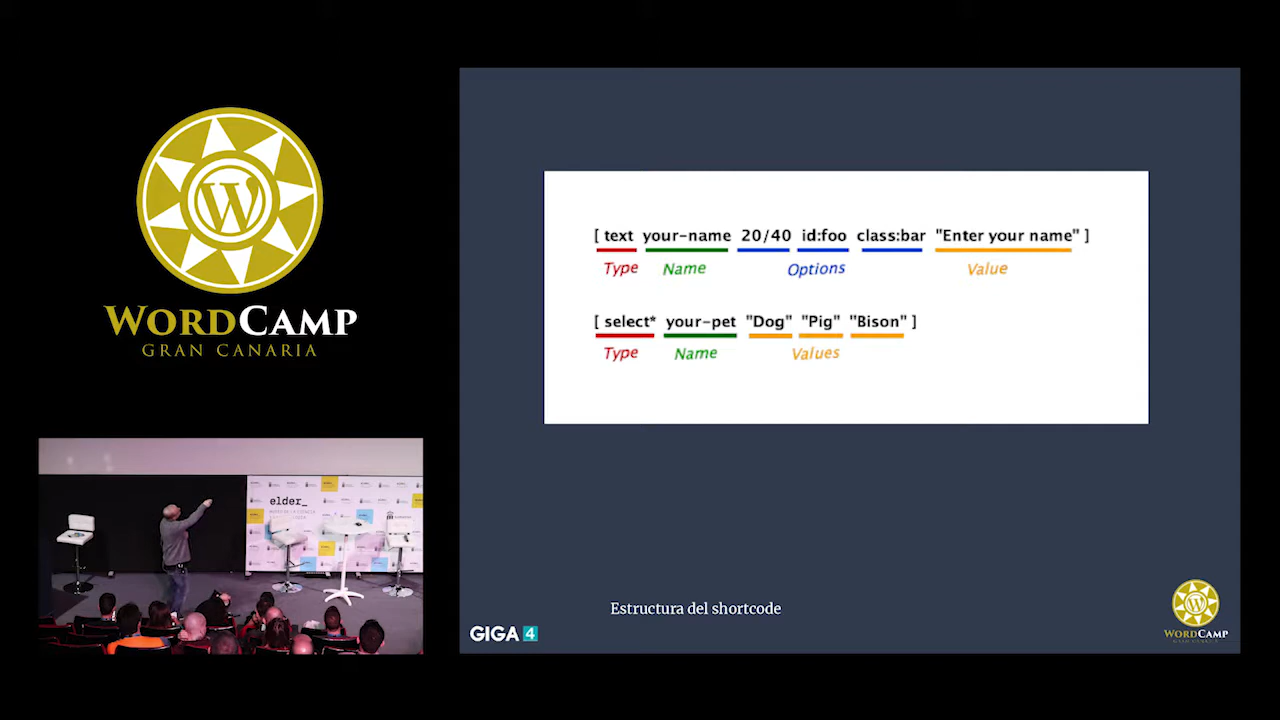 WORDCAMP
GRAN CANARIA
[ text your-name 20/40 id:foo class:bar "Enter your name" ]
Type Name Options Value
[ select* your-pet "Dog" "Pig" "Bison" ]
Type Name Values
Estructura del shortcode
GIGA 4
WORDCAMP
elder_